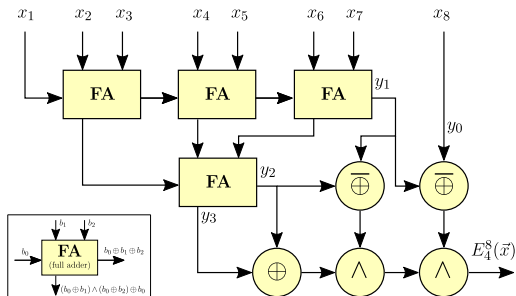 x₁ x₂ x₃ x₄ x₅ x₆ x₇ x₈
FA FA FA y₁
y₀
FA y₂
⊕̅ ⊕̅
y₃
⊕ ∧ ∧ E₄⁸(x⃗)
b₁ b₂
b₀ FA b₀ ⊕ b₁ ⊕ b₂
(full adder)
(b₀ ⊕ b₁) ∧ (b₀ ⊕ b₂) ⊕ b₀